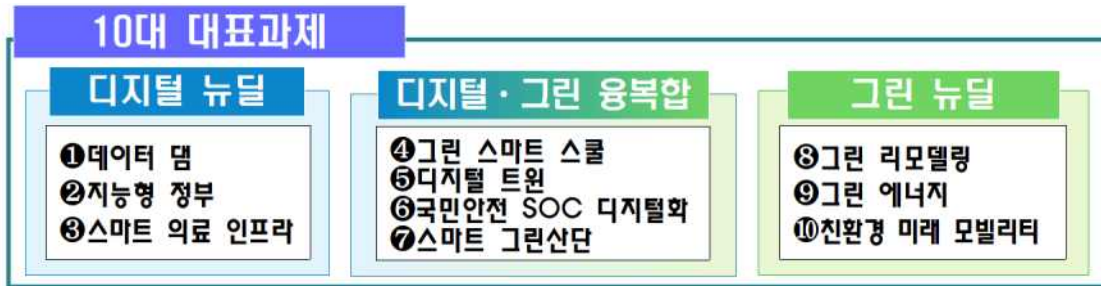 10대 대표과제
디지털 뉴딜
❶데이터 댐
❷지능형 정부
❸스마트 의료 인프라
디지털·그린 융복합
❹그린 스마트 스쿨
❺디지털 트윈
❻국민안전 SOC 디지털화
❼스마트 그린산단
그린 뉴딜
❽그린 리모델링
❾그린 에너지
❿친환경 미래 모빌리티